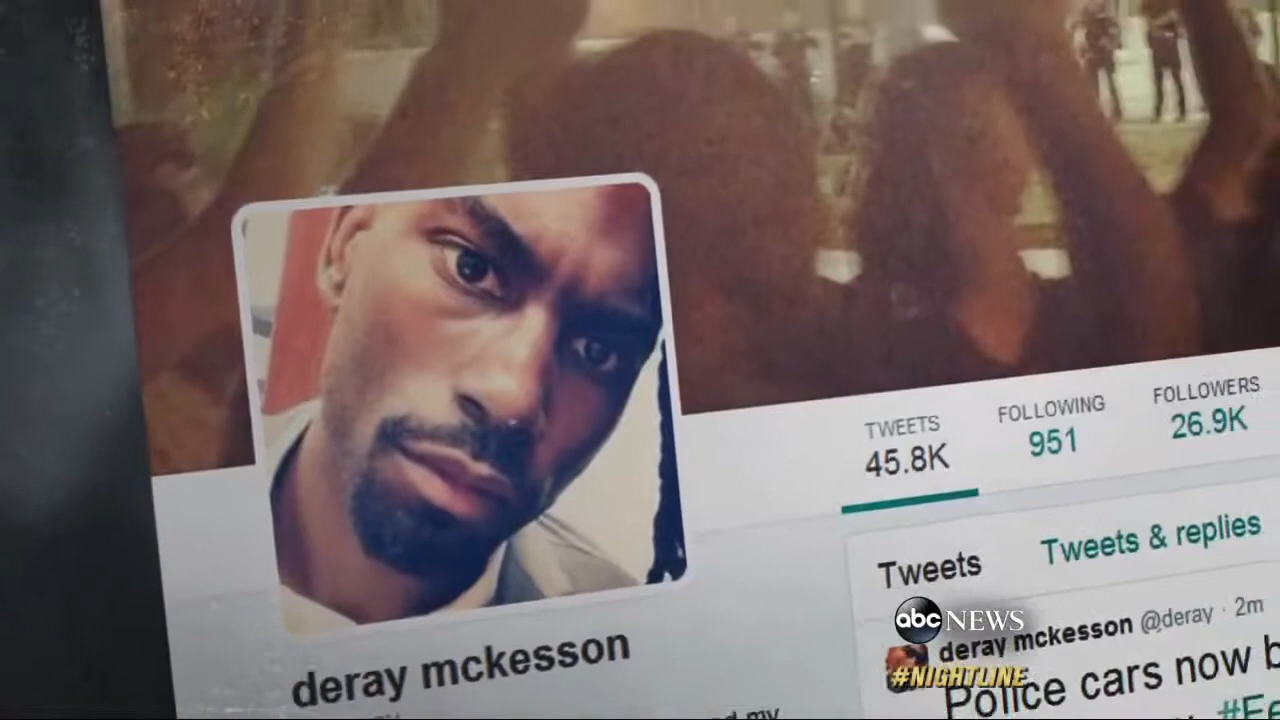 TWEETS
45.8K
FOLLOWING
951
FOLLOWERS
26.9K
Tweets
Tweets & replies
deray mckesson @deray · 2m
Police cars now
deray mckesson
my
abc NEWS
#NIGHTLINE